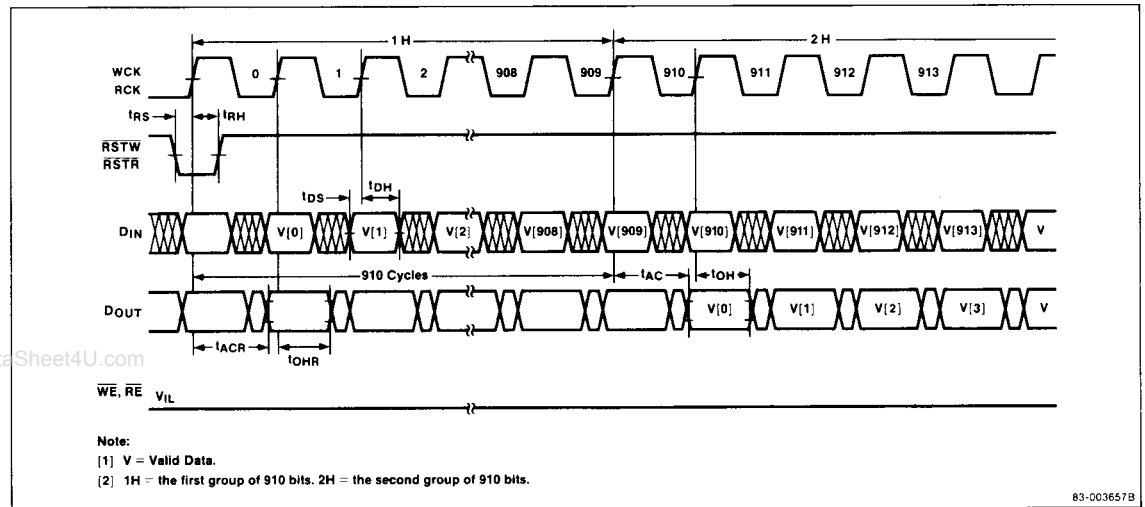 1 H
2 H
WCK
RCK
0
1
2
908
909
910
911
912
913
tRS
tRH
RSTW
RSTR
tDS
tDH
DIN
V[0]
V[1]
V[2]
V[908]
V[909]
V[910]
V[911]
V[912]
V[913]
V
910 Cycles
tAC
tOH
DOUT
V[0]
V[1]
V[2]
V[3]
V
tACR
tOHR
aSheet4U.com
WE, RE VIL
Note:
[1] V = Valid Data.
[2] 1H = the first group of 910 bits. 2H = the second group of 910 bits.
83-003657B